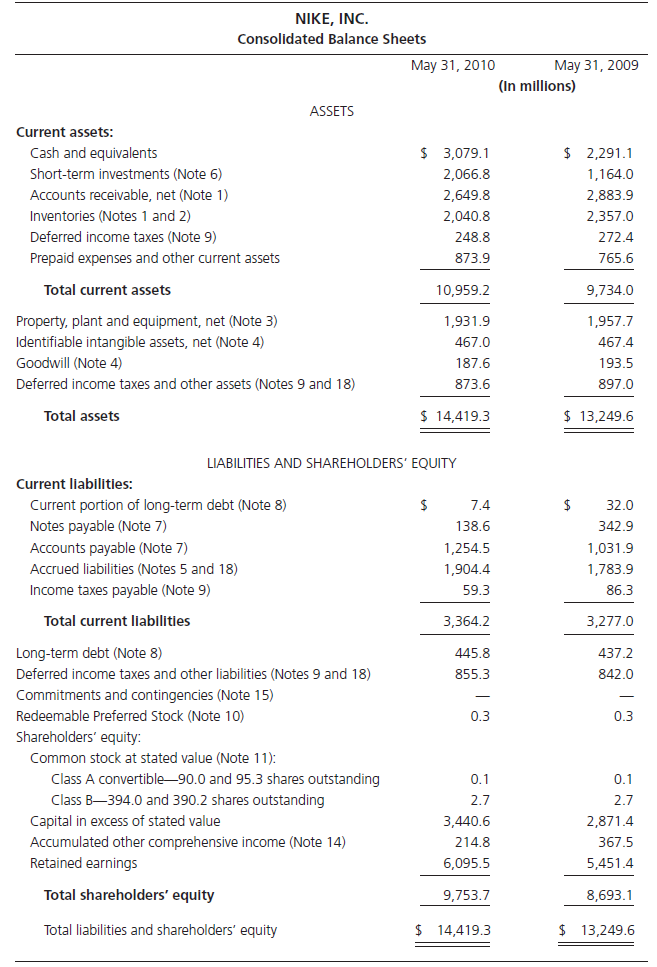 NIKE, INC.
Consolidated Balance Sheets
May 31, 2010 May 31, 2009
(In millions)
ASSETS
Current assets:
Cash and equivalents $ 3,079.1 $ 2,291.1
Short-term investments (Note 6) 2,066.8 1,164.0
Accounts receivable, net (Note 1) 2,649.8 2,883.9
Inventories (Notes 1 and 2) 2,040.8 2,357.0
Deferred income taxes (Note 9) 248.8 272.4
Prepaid expenses and other current assets 873.9 765.6
Total current assets 10,959.2 9,734.0
Property, plant and equipment, net (Note 3) 1,931.9 1,957.7
Identifiable intangible assets, net (Note 4) 467.0 467.4
Goodwill (Note 4) 187.6 193.5
Deferred income taxes and other assets (Notes 9 and 18) 873.6 897.0
Total assets $ 14,419.3 $ 13,249.6
LIABILITIES AND SHAREHOLDERS' EQUITY
Current liabilities:
Current portion of long-term debt (Note 8) $ 7.4 $ 32.0
Notes payable (Note 7) 138.6 342.9
Accounts payable (Note 7) 1,254.5 1,031.9
Accrued liabilities (Notes 5 and 18) 1,904.4 1,783.9
Income taxes payable (Note 9) 59.3 86.3
Total current liabilities 3,364.2 3,277.0
Long-term debt (Note 8) 445.8 437.2
Deferred income taxes and other liabilities (Notes 9 and 18) 855.3 842.0
Commitments and contingencies (Note 15) — —
Redeemable Preferred Stock (Note 10) 0.3 0.3
Shareholders' equity:
Common stock at stated value (Note 11):
Class A convertible—90.0 and 95.3 shares outstanding 0.1 0.1
Class B—394.0 and 390.2 shares outstanding 2.7 2.7
Capital in excess of stated value 3,440.6 2,871.4
Accumulated other comprehensive income (Note 14) 214.8 367.5
Retained earnings 6,095.5 5,451.4
Total shareholders' equity 9,753.7 8,693.1
Total liabilities and shareholders' equity $ 14,419.3 $ 13,249.6